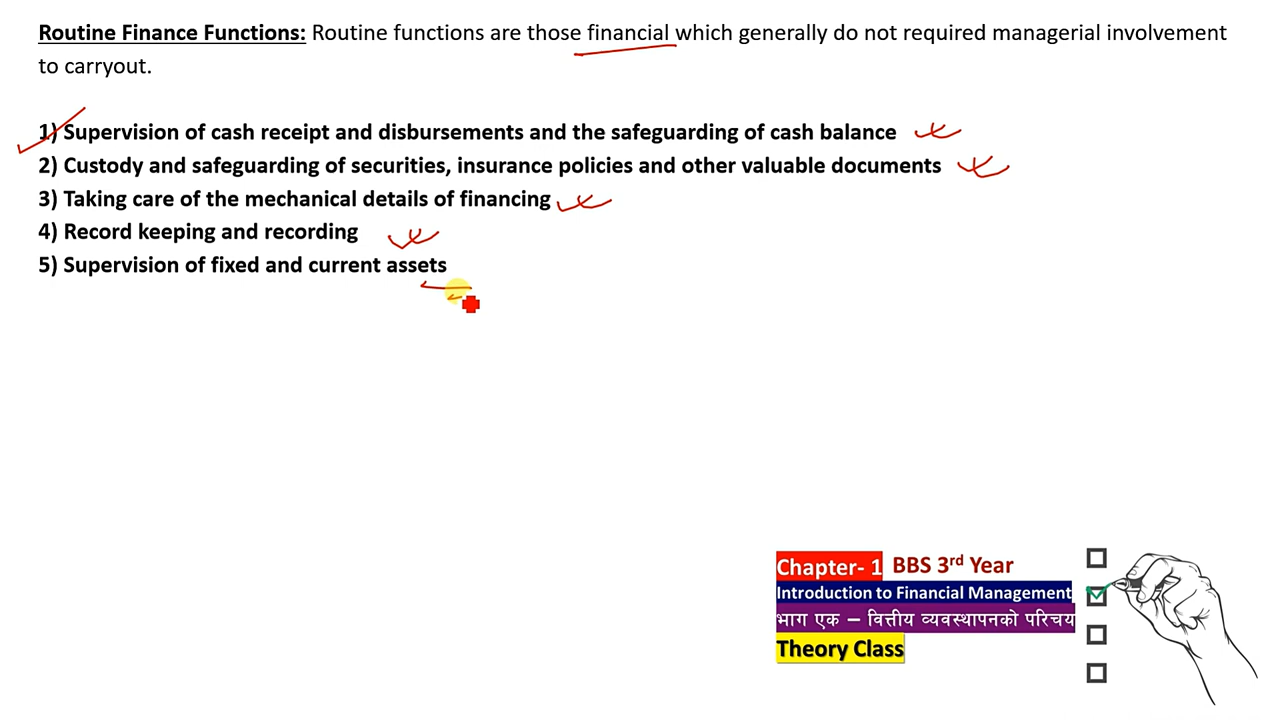 Routine Finance Functions: Routine functions are those financial which generally do not required managerial involvement
to carryout.
1) Supervision of cash receipt and disbursements and the safeguarding of cash balance
2) Custody and safeguarding of securities, insurance policies and other valuable documents
3) Taking care of the mechanical details of financing
4) Record keeping and recording
5) Supervision of fixed and current assets
Chapter- 1 BBS 3rd Year
Introduction to Financial Management
भाग एक – वित्तीय व्यवस्थापनको परिचय
Theory Class